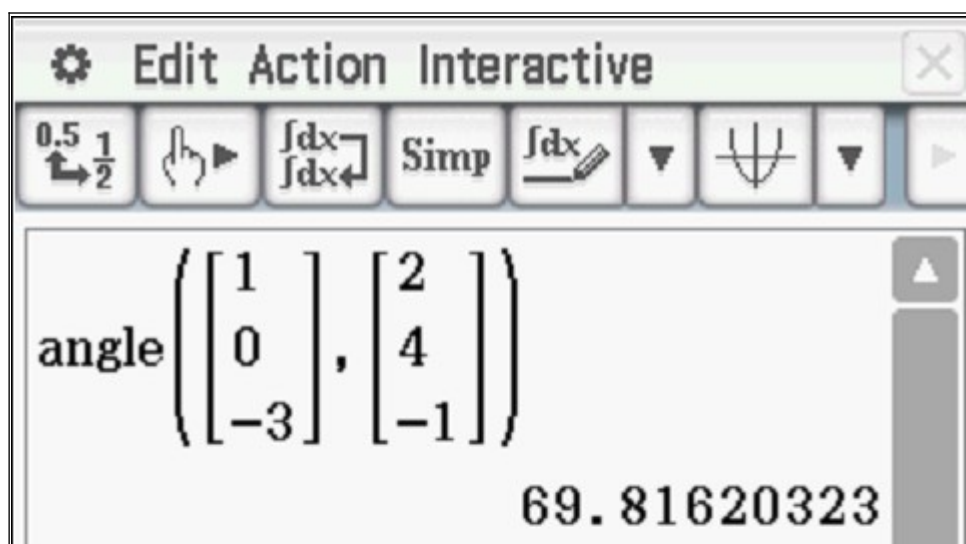 Edit Action Interactive
0.5 1/2 ∫dx ∫dx Simp ∫dx
angle([1 0 -3], [2 4 -1])
69.81620323